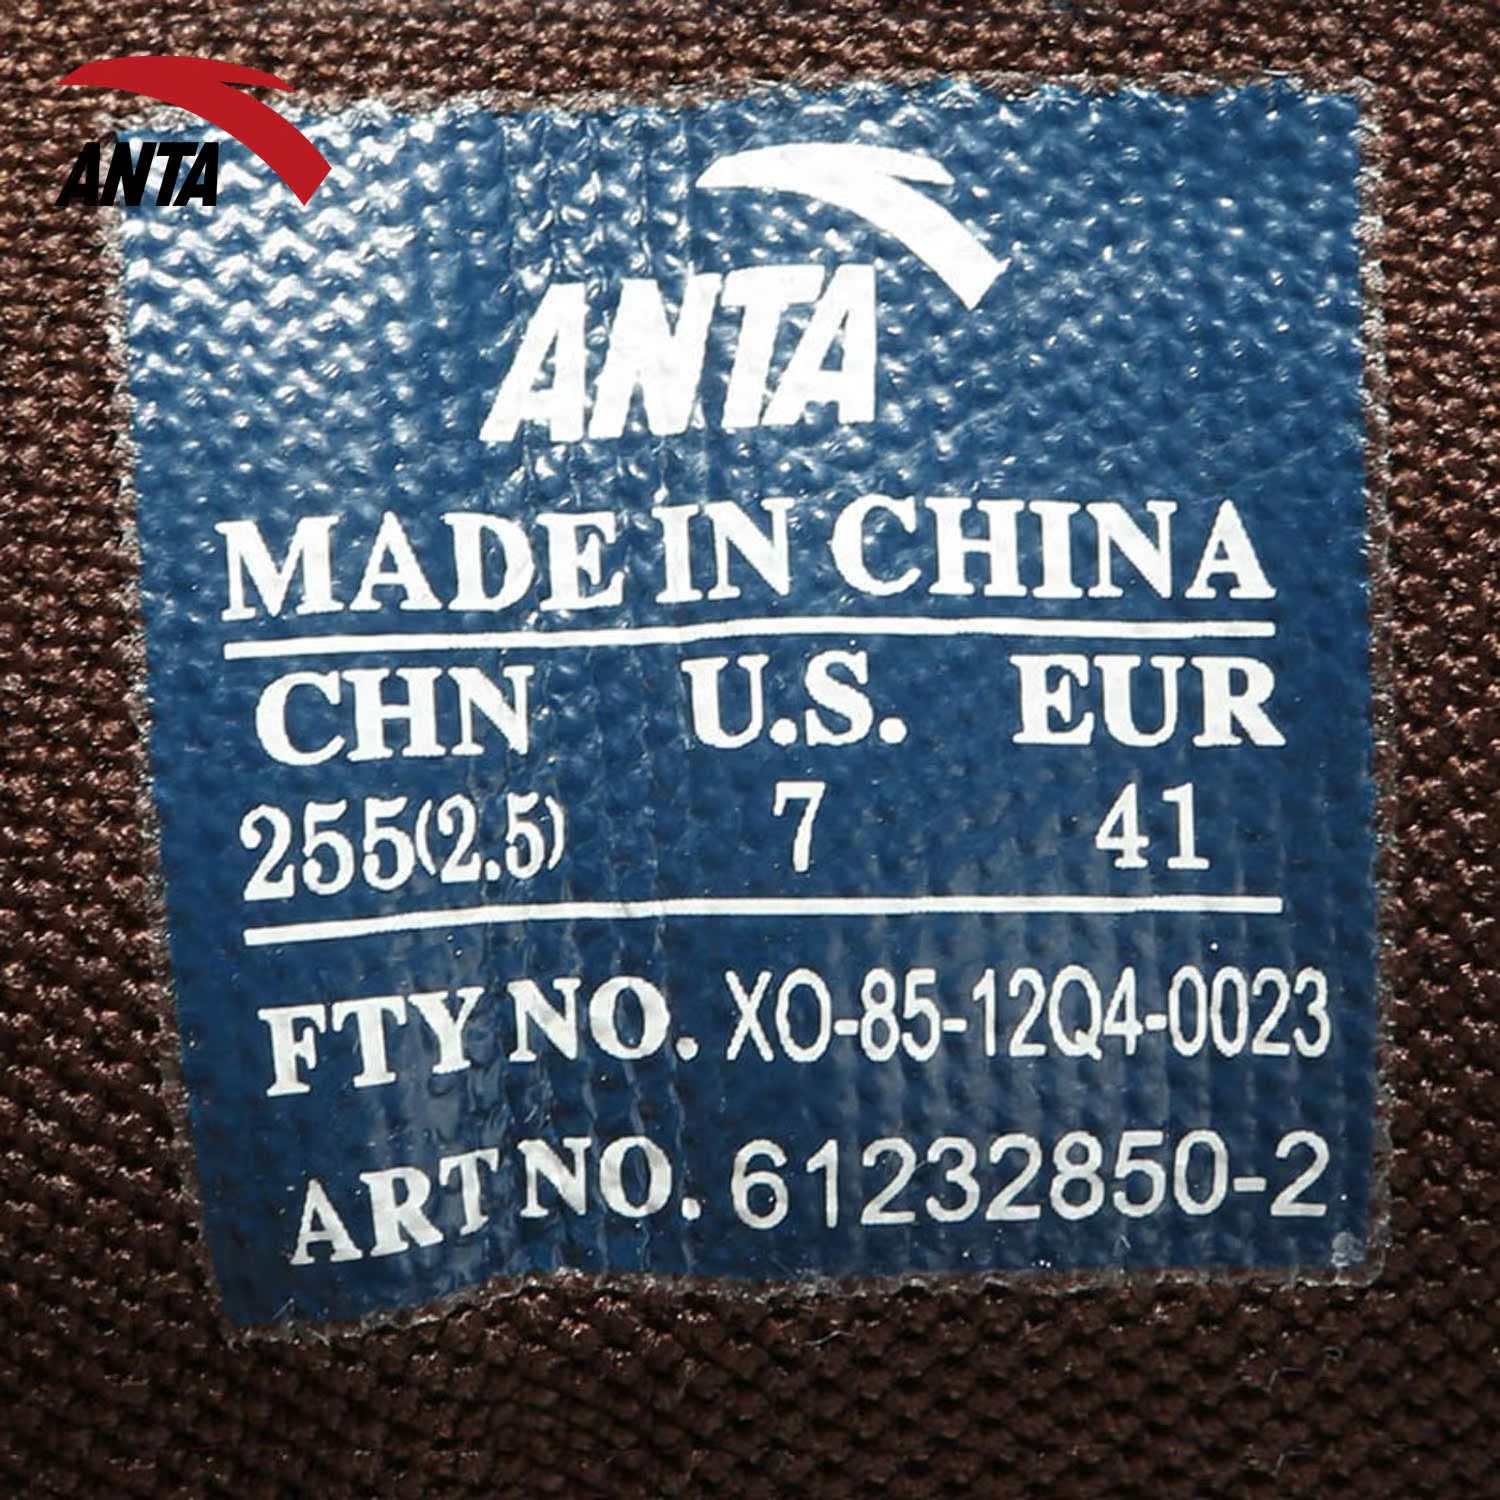 ANTA
ANTA
MADE IN CHINA
CHN U.S. EUR
255(2.5) 7 41
FTY NO. XO-85-12Q4-0023
ART NO. 61232850-2